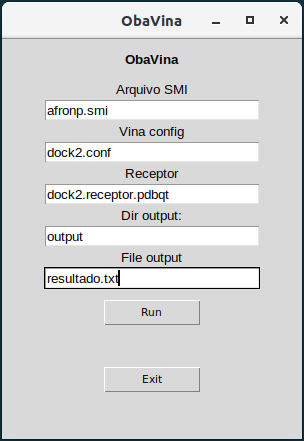 ObaVina
ObaVina
Arquivo SMI
afronp.smi
Vina config
dock2.conf
Receptor
dock2.receptor.pdbqt
Dir output:
output
File output
resultado.txt
Run
Exit